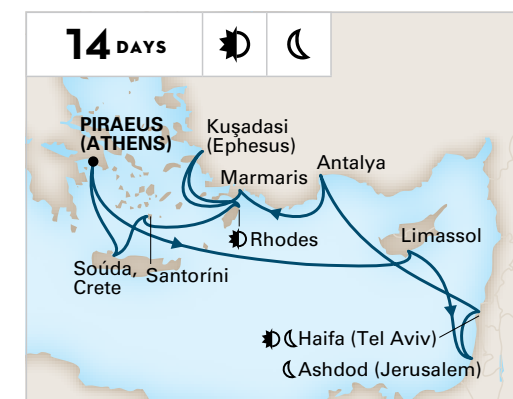 14 DAYS
PIRAEUS
(ATHENS)
Kuşadasi
(Ephesus)
Marmaris
Antalya
Rhodes
Limassol
Soúda,
Crete
Santoríni
Haifa (Tel Aviv)
Ashdod (Jerusalem)